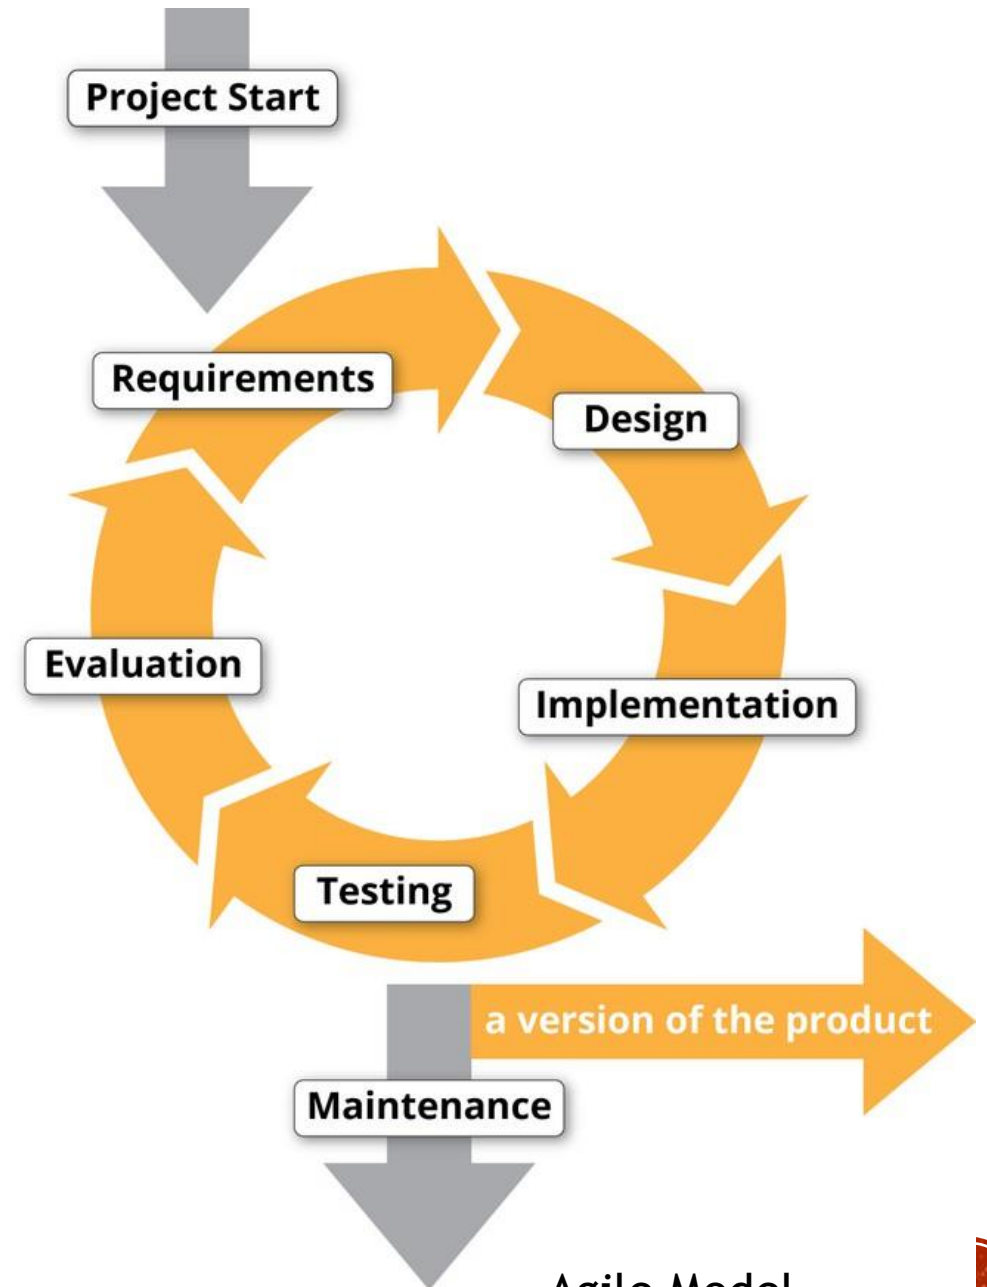 Project Start
Requirements
Design
Evaluation
Implementation
Testing
a version of the product
Maintenance
Agile Model